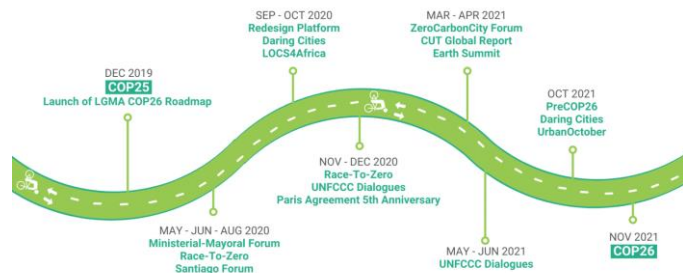 DEC 2019
COP25
Launch of LGMA COP26 Roadmap
MAY - JUN - AUG 2020
Ministerial-Mayoral Forum
Race-To-Zero
Santiago Forum
SEP - OCT 2020
Redesign Platform
Daring Cities
LOCS4Africa
NOV - DEC 2020
Race-To-Zero
UNFCCC Dialogues
Paris Agreement 5th Anniversary
MAR - APR 2021
ZeroCarbonCity Forum
CUT Global Report
Earth Summit
MAY - JUN 2021
UNFCCC Dialogues
OCT 2021
PreCOP26
Daring Cities
UrbanOctober
NOV 2021
COP26